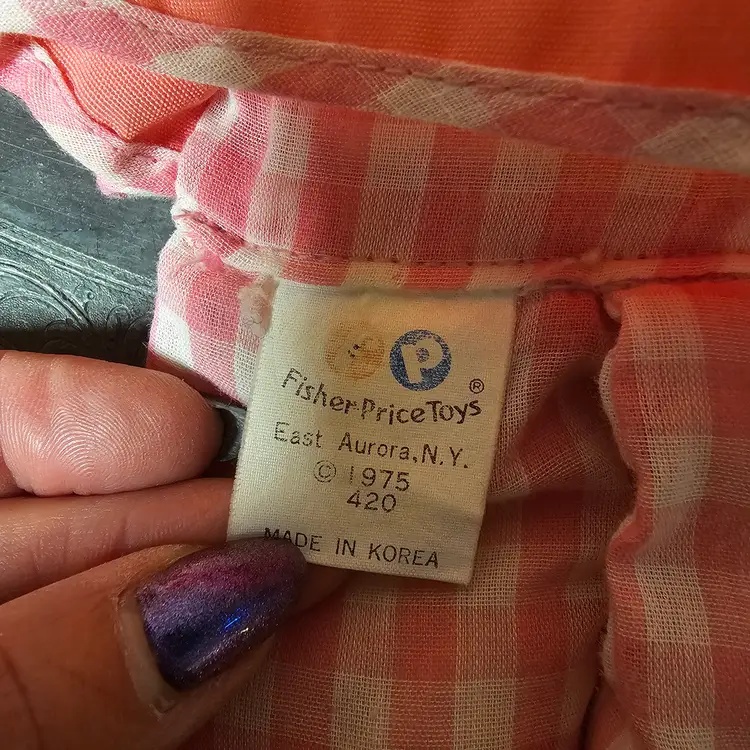 p
Fisher-Price Toys ®
East Aurora, N.Y.
© 1975
420
MADE IN KOREA